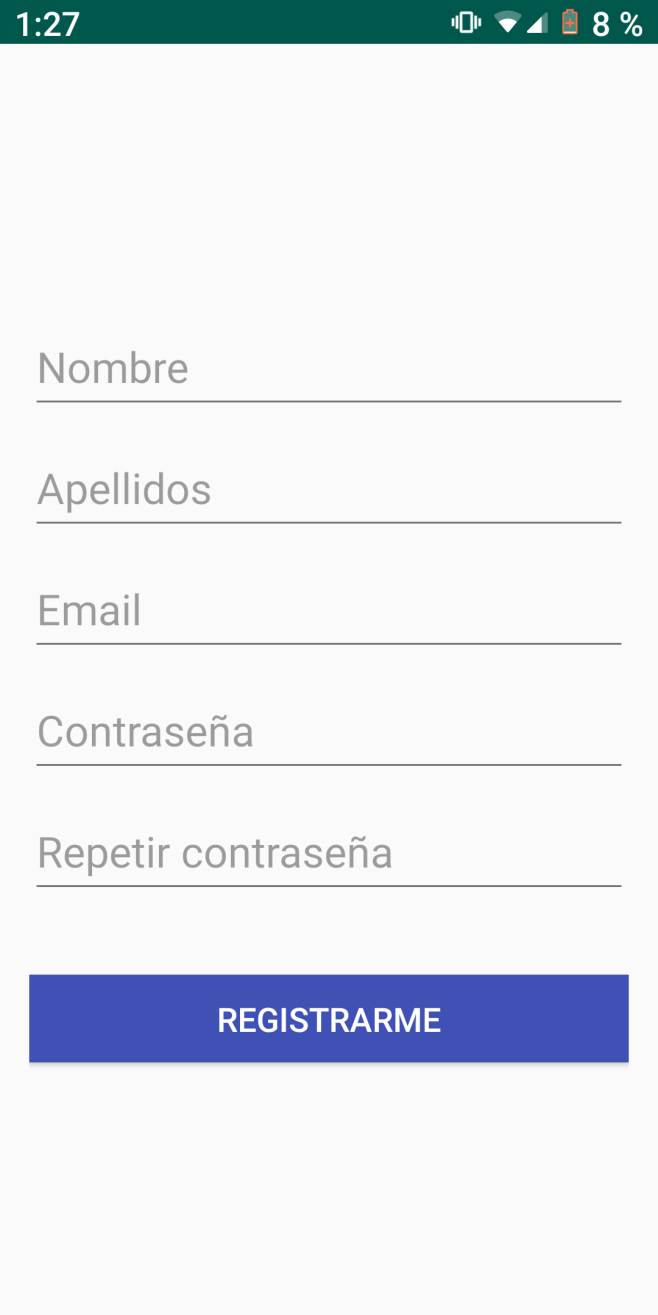 1:27 8 %
Nombre
Apellidos
Email
Contraseña
Repetir contraseña
REGISTRARME